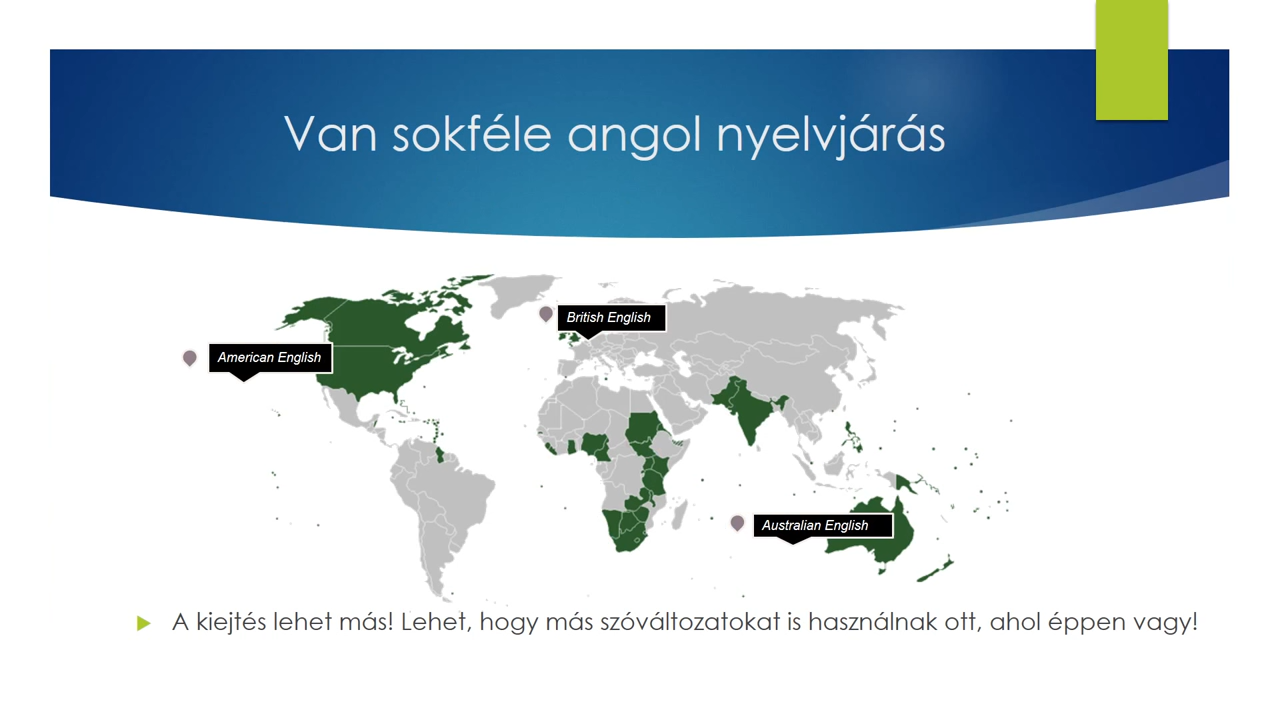 Van sokféle angol nyelvjárás
British English
American English
Australian English
A kiejtés lehet más! Lehet, hogy más szóváltozatokat is használnak ott, ahol éppen vagy!